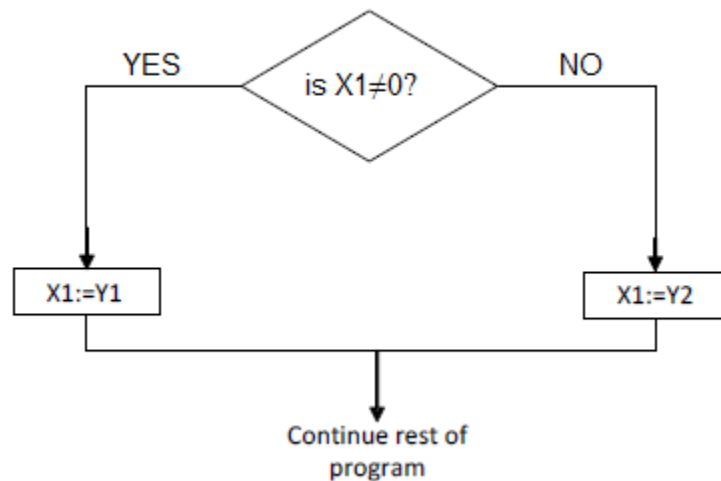 YES
is X1≠0?
NO
X1:=Y1
X1:=Y2
Continue rest of
program